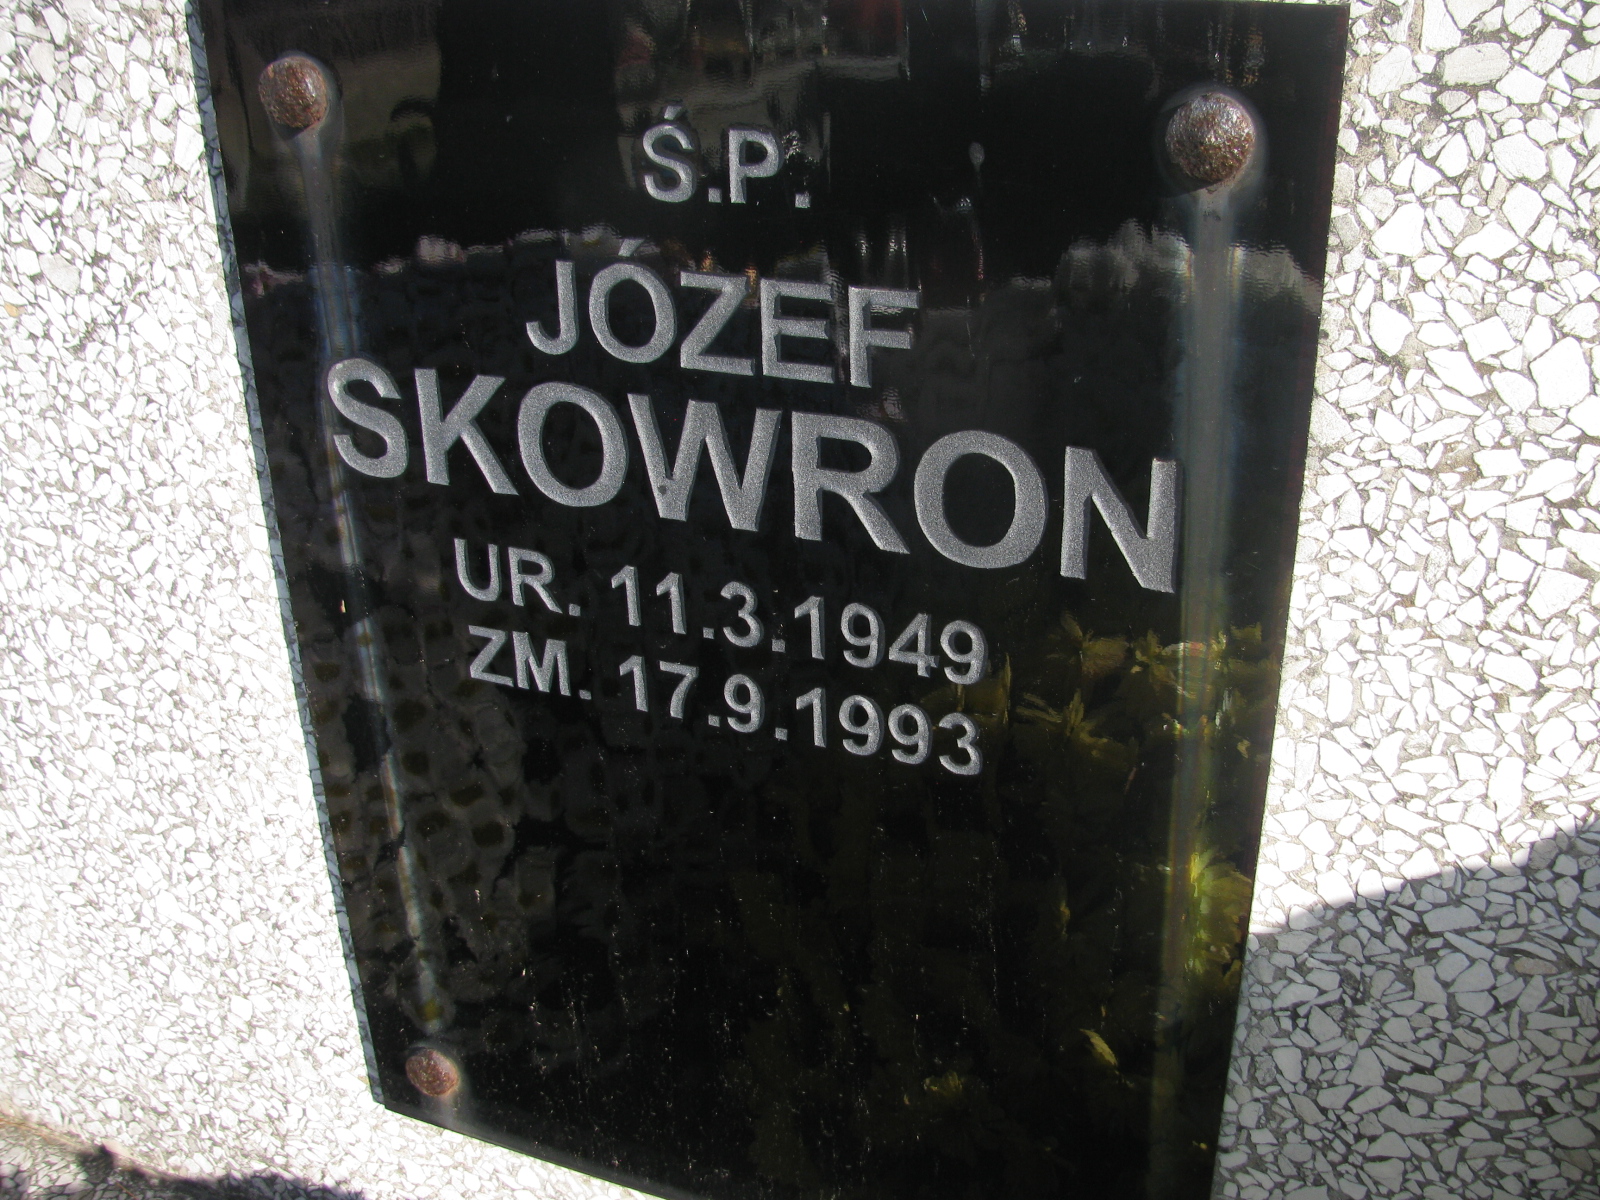 Ś.P.
JÓZEF
SKOWRON
UR. 11.3.1949
ZM. 17.9.1993